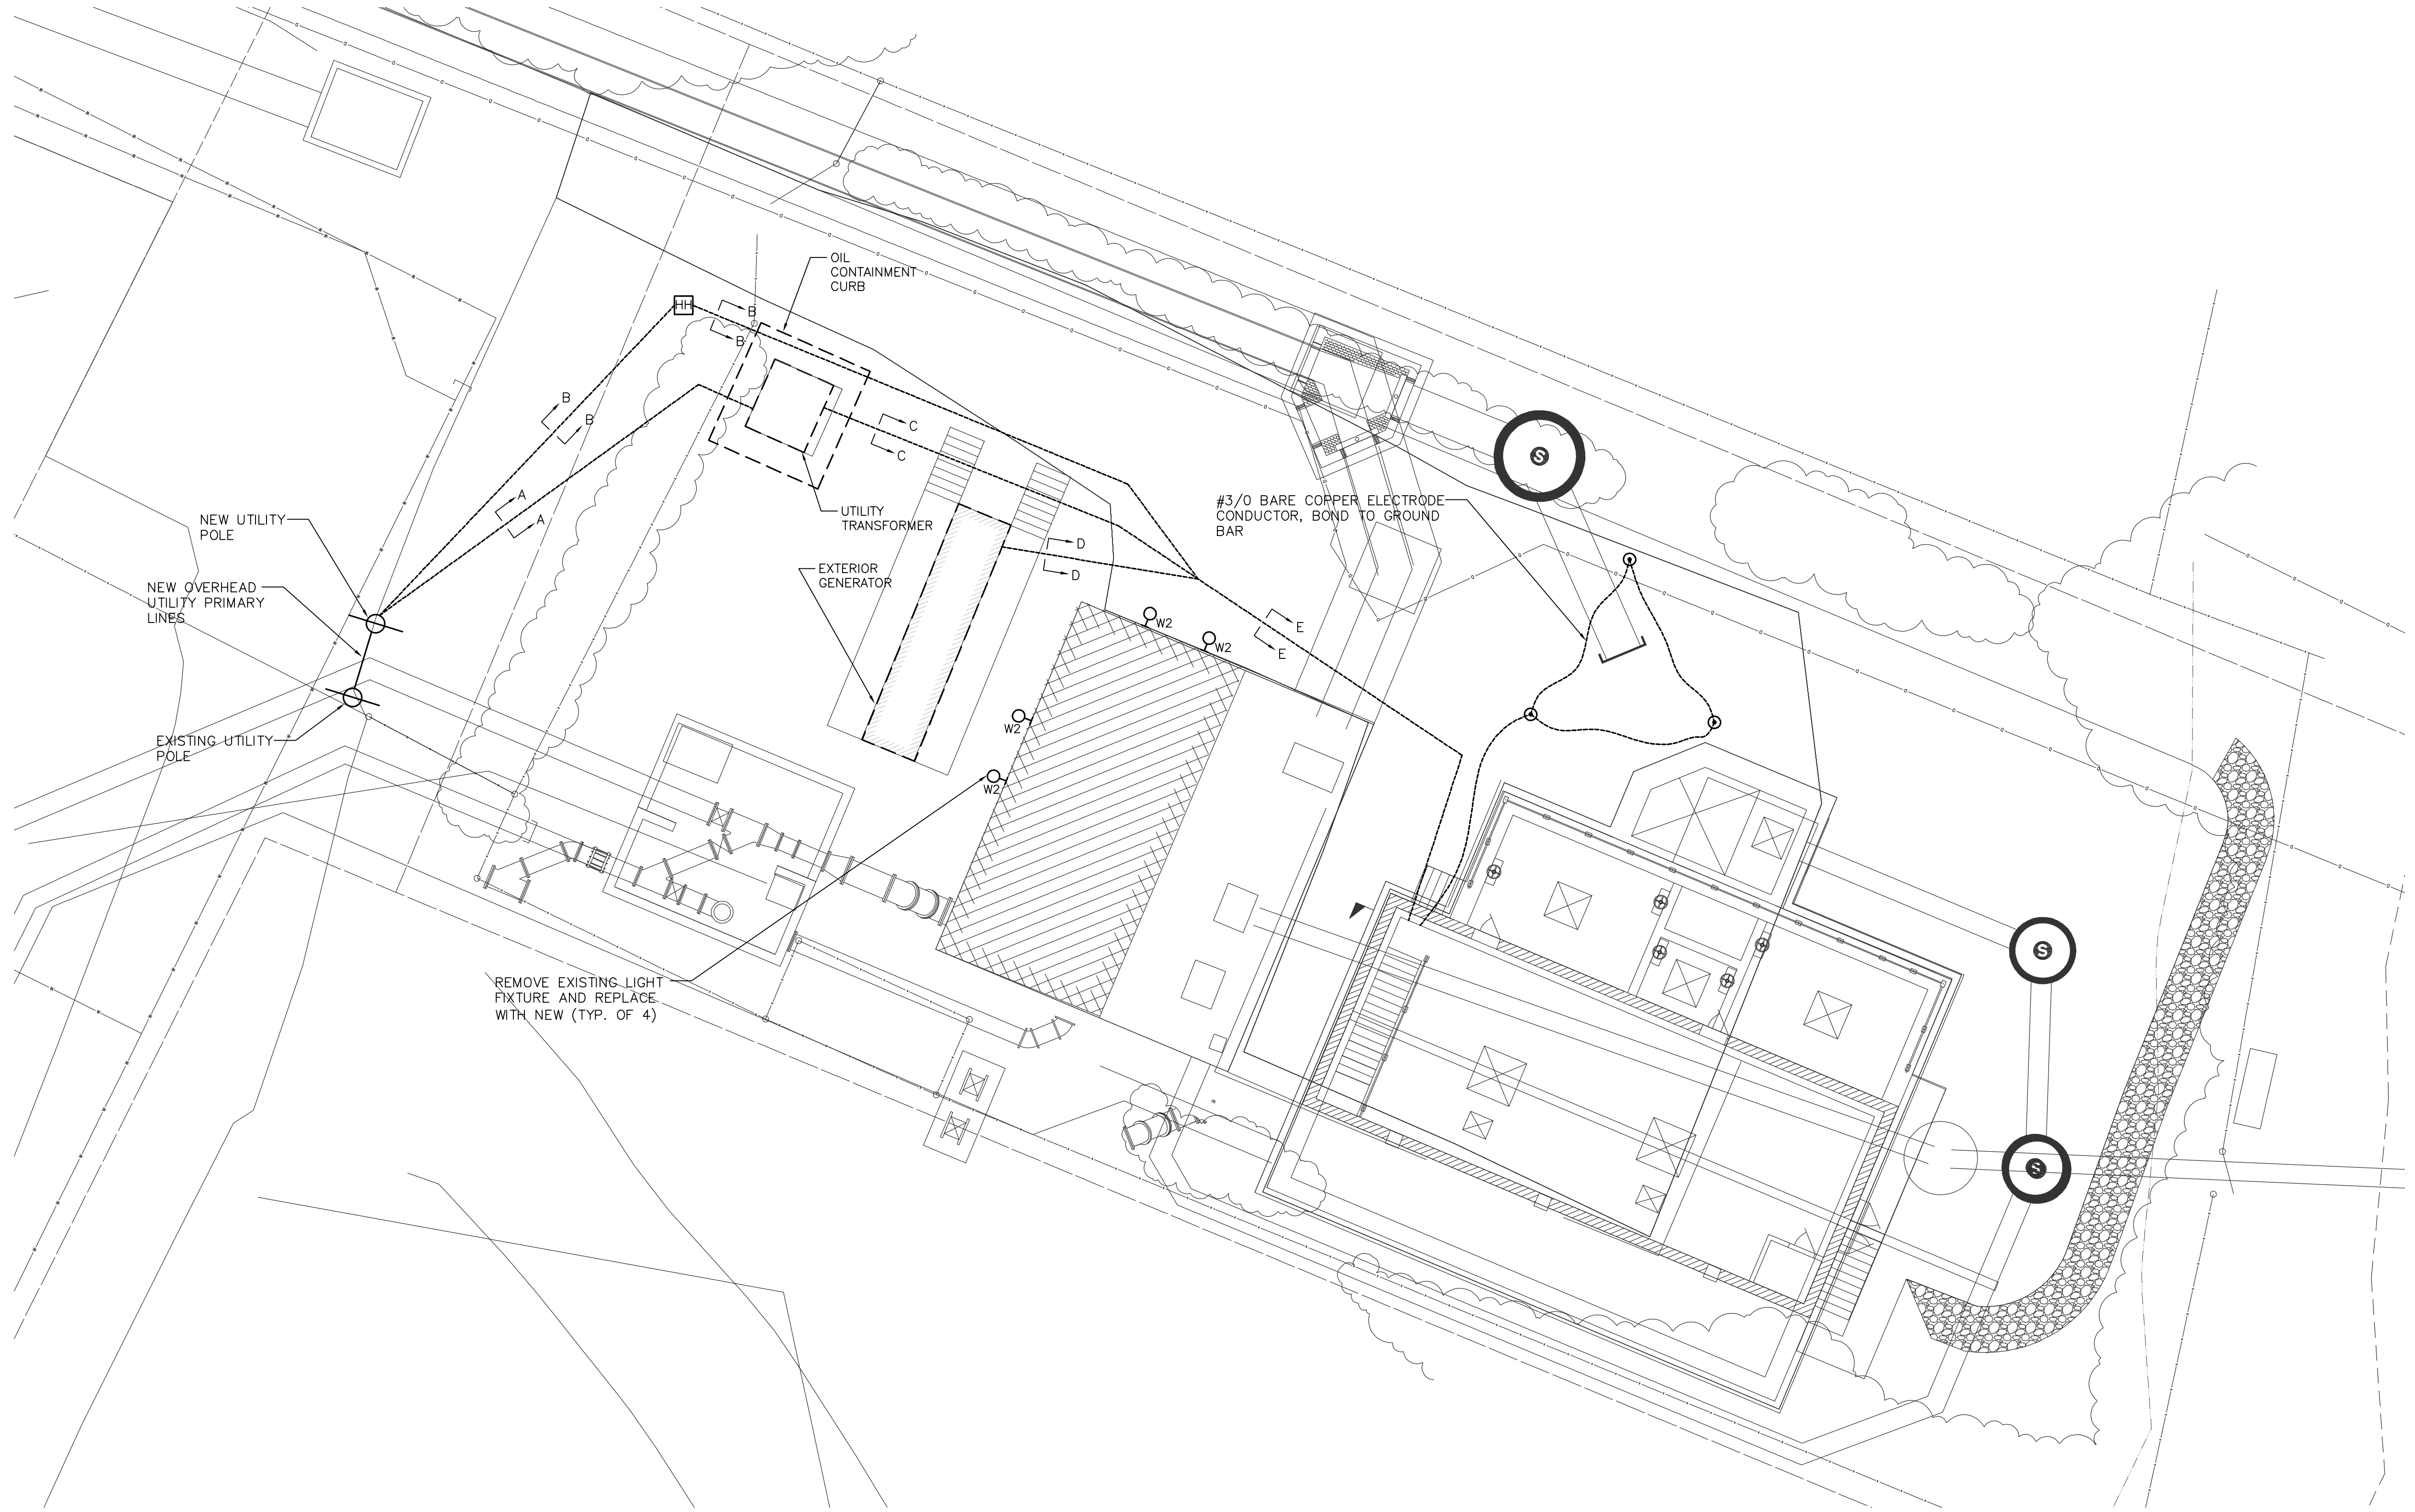 OIL
CONTAINMENT
CURB
HH
B
B
B
B
C
C
A
A
#3/0 BARE COPPER ELECTRODE
CONDUCTOR, BOND TO GROUND
BAR
UTILITY
TRANSFORMER
NEW UTILITY
POLE
D
D
EXTERIOR
GENERATOR
NEW OVERHEAD
UTILITY PRIMARY
LINES
W2
W2
E
E
W2
W2
EXISTING UTILITY
POLE
REMOVE EXISTING LIGHT
FIXTURE AND REPLACE
WITH NEW (TYP. OF 4)
S
S
S